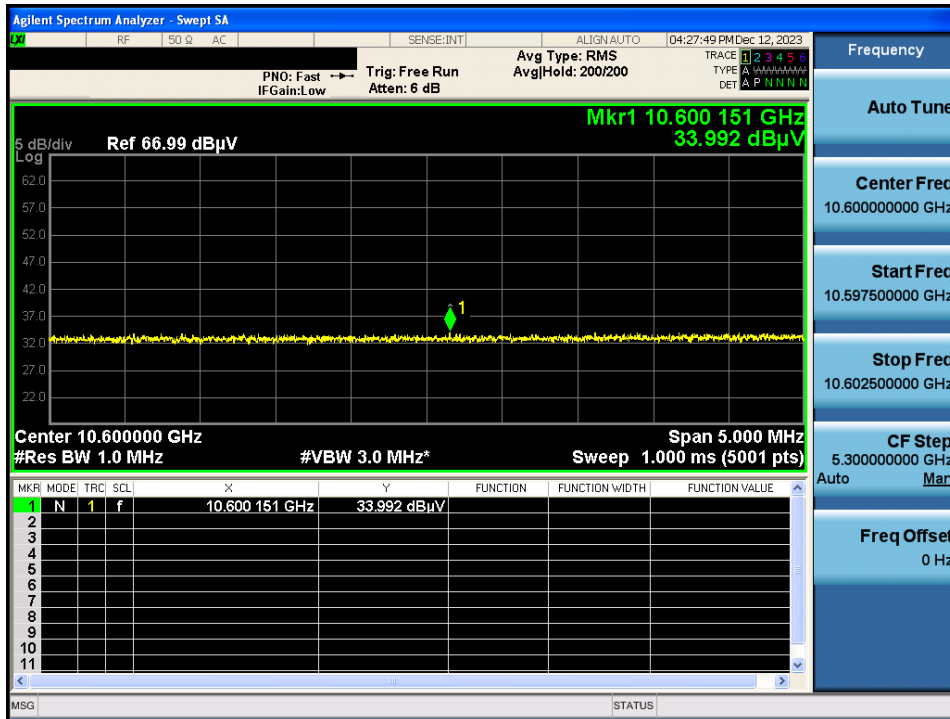 Agilent Spectrum Analyzer - Swept SA
LXI RF 50 Ω AC SENSE:INT ALIGN AUTO 04:27:49 PM Dec 12, 2023
Frequency
PNO: Fast Trig: Free Run Avg Type: RMS TRACE 1 2 3 4 5 6
IFGain:Low Atten: 6 dB Avg|Hold: 200/200 TYPE A
DET A P N N N N
Auto Tune
Mkr1 10.600 151 GHz
5 dB/div Ref 66.99 dBµV 33.992 dBµV
Log
62.0
57.0
52.0
47.0
42.0
37.0
32.0
27.0
22.0
1
Center 10.600000 GHz Span 5.000 MHz
#Res BW 1.0 MHz #VBW 3.0 MHz* Sweep 1.000 ms (5001 pts)
Center Freq
10.600000000 GHz
Start Freq
10.597500000 GHz
Stop Freq
10.602500000 GHz
CF Step
5.300000000 GHz
Auto Man
Freq Offset
0 Hz
MKR MODE TRC SCL X Y FUNCTION FUNCTION WIDTH FUNCTION VALUE
1 N 1 f 10.600 151 GHz 33.992 dBµV
2
3
4
5
6
7
8
9
10
11
MSG STATUS